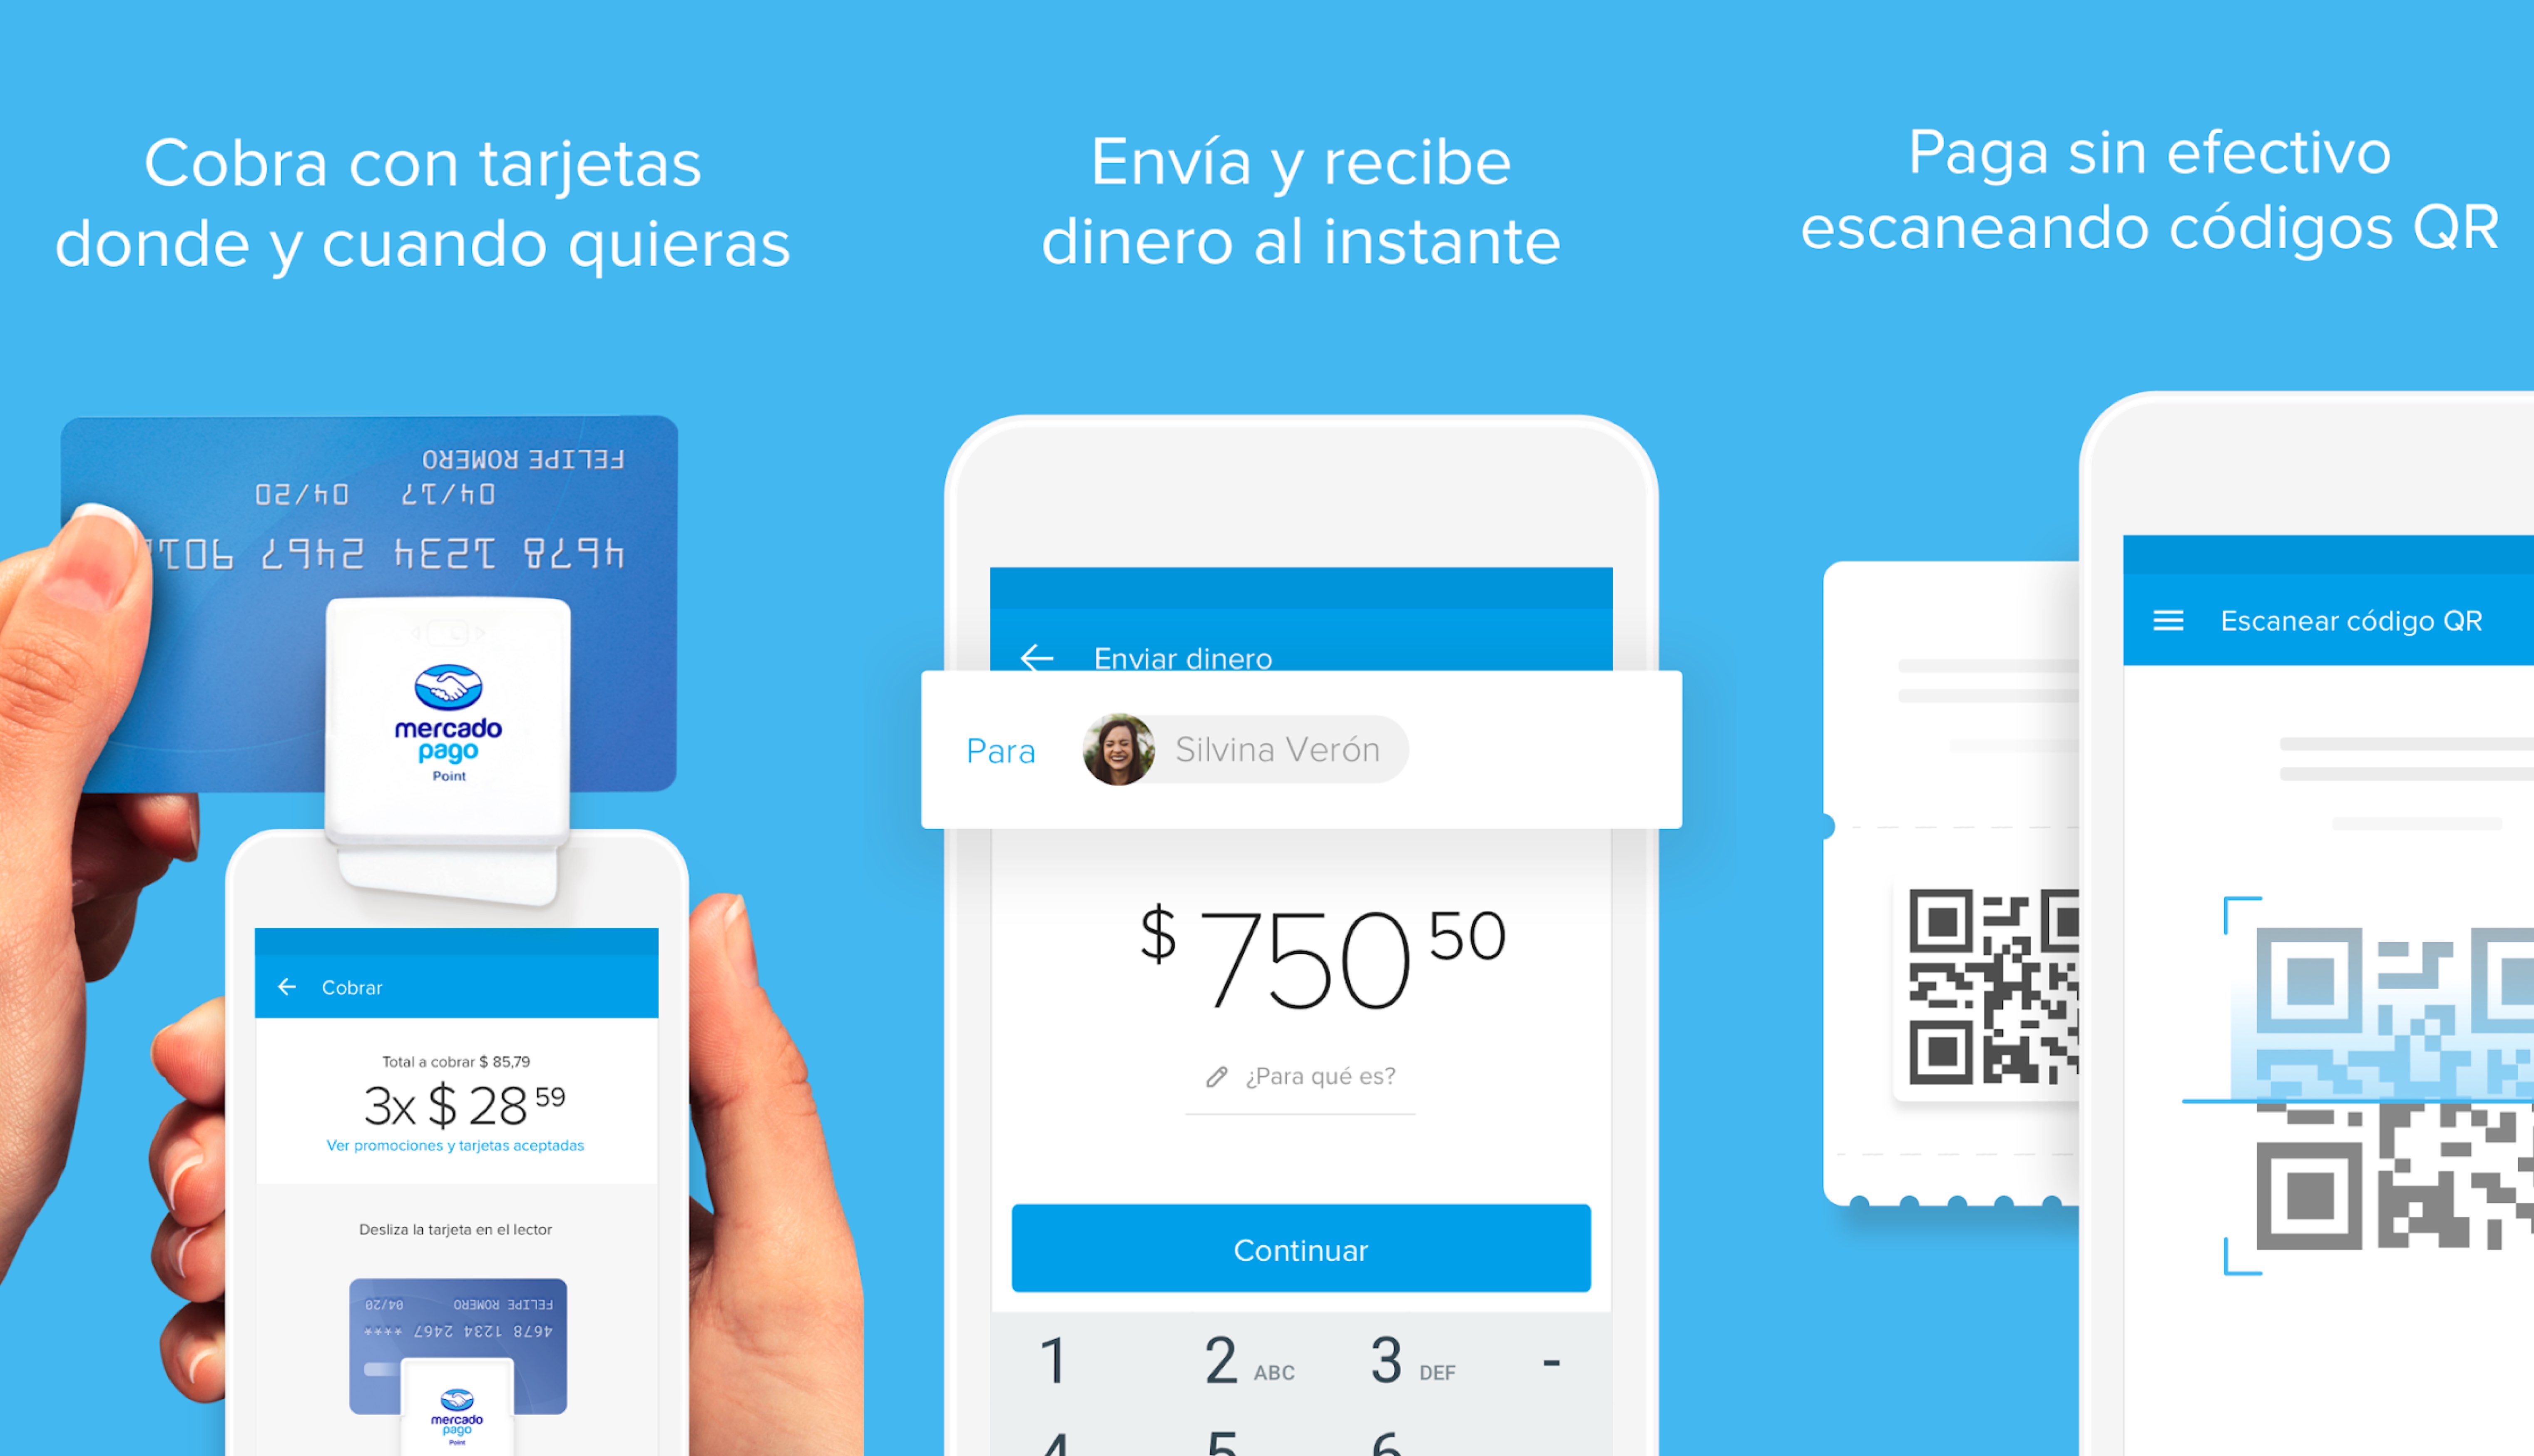 Cobra con tarjetas
donde y cuando quieras
FELIPE ROMERO
04/17 04/20
4678 1234 2467 901
mercado
pago
Point
Cobrar
Total a cobrar $ 85,79
3x $ 28 59
Ver promociones y tarjetas aceptadas
Desliza la tarjeta en el lector
FELIPE ROMERO 04/20
4678 1234 2467 ****
mercado
pago
Point
Envía y recibe
dinero al instante
Enviar dinero
Para Silvina Verón
$ 750 50
¿Para qué es?
Continuar
1 2 ABC 3 DEF -
4 5 6
Paga sin efectivo
escaneando códigos QR
Escanear código QR